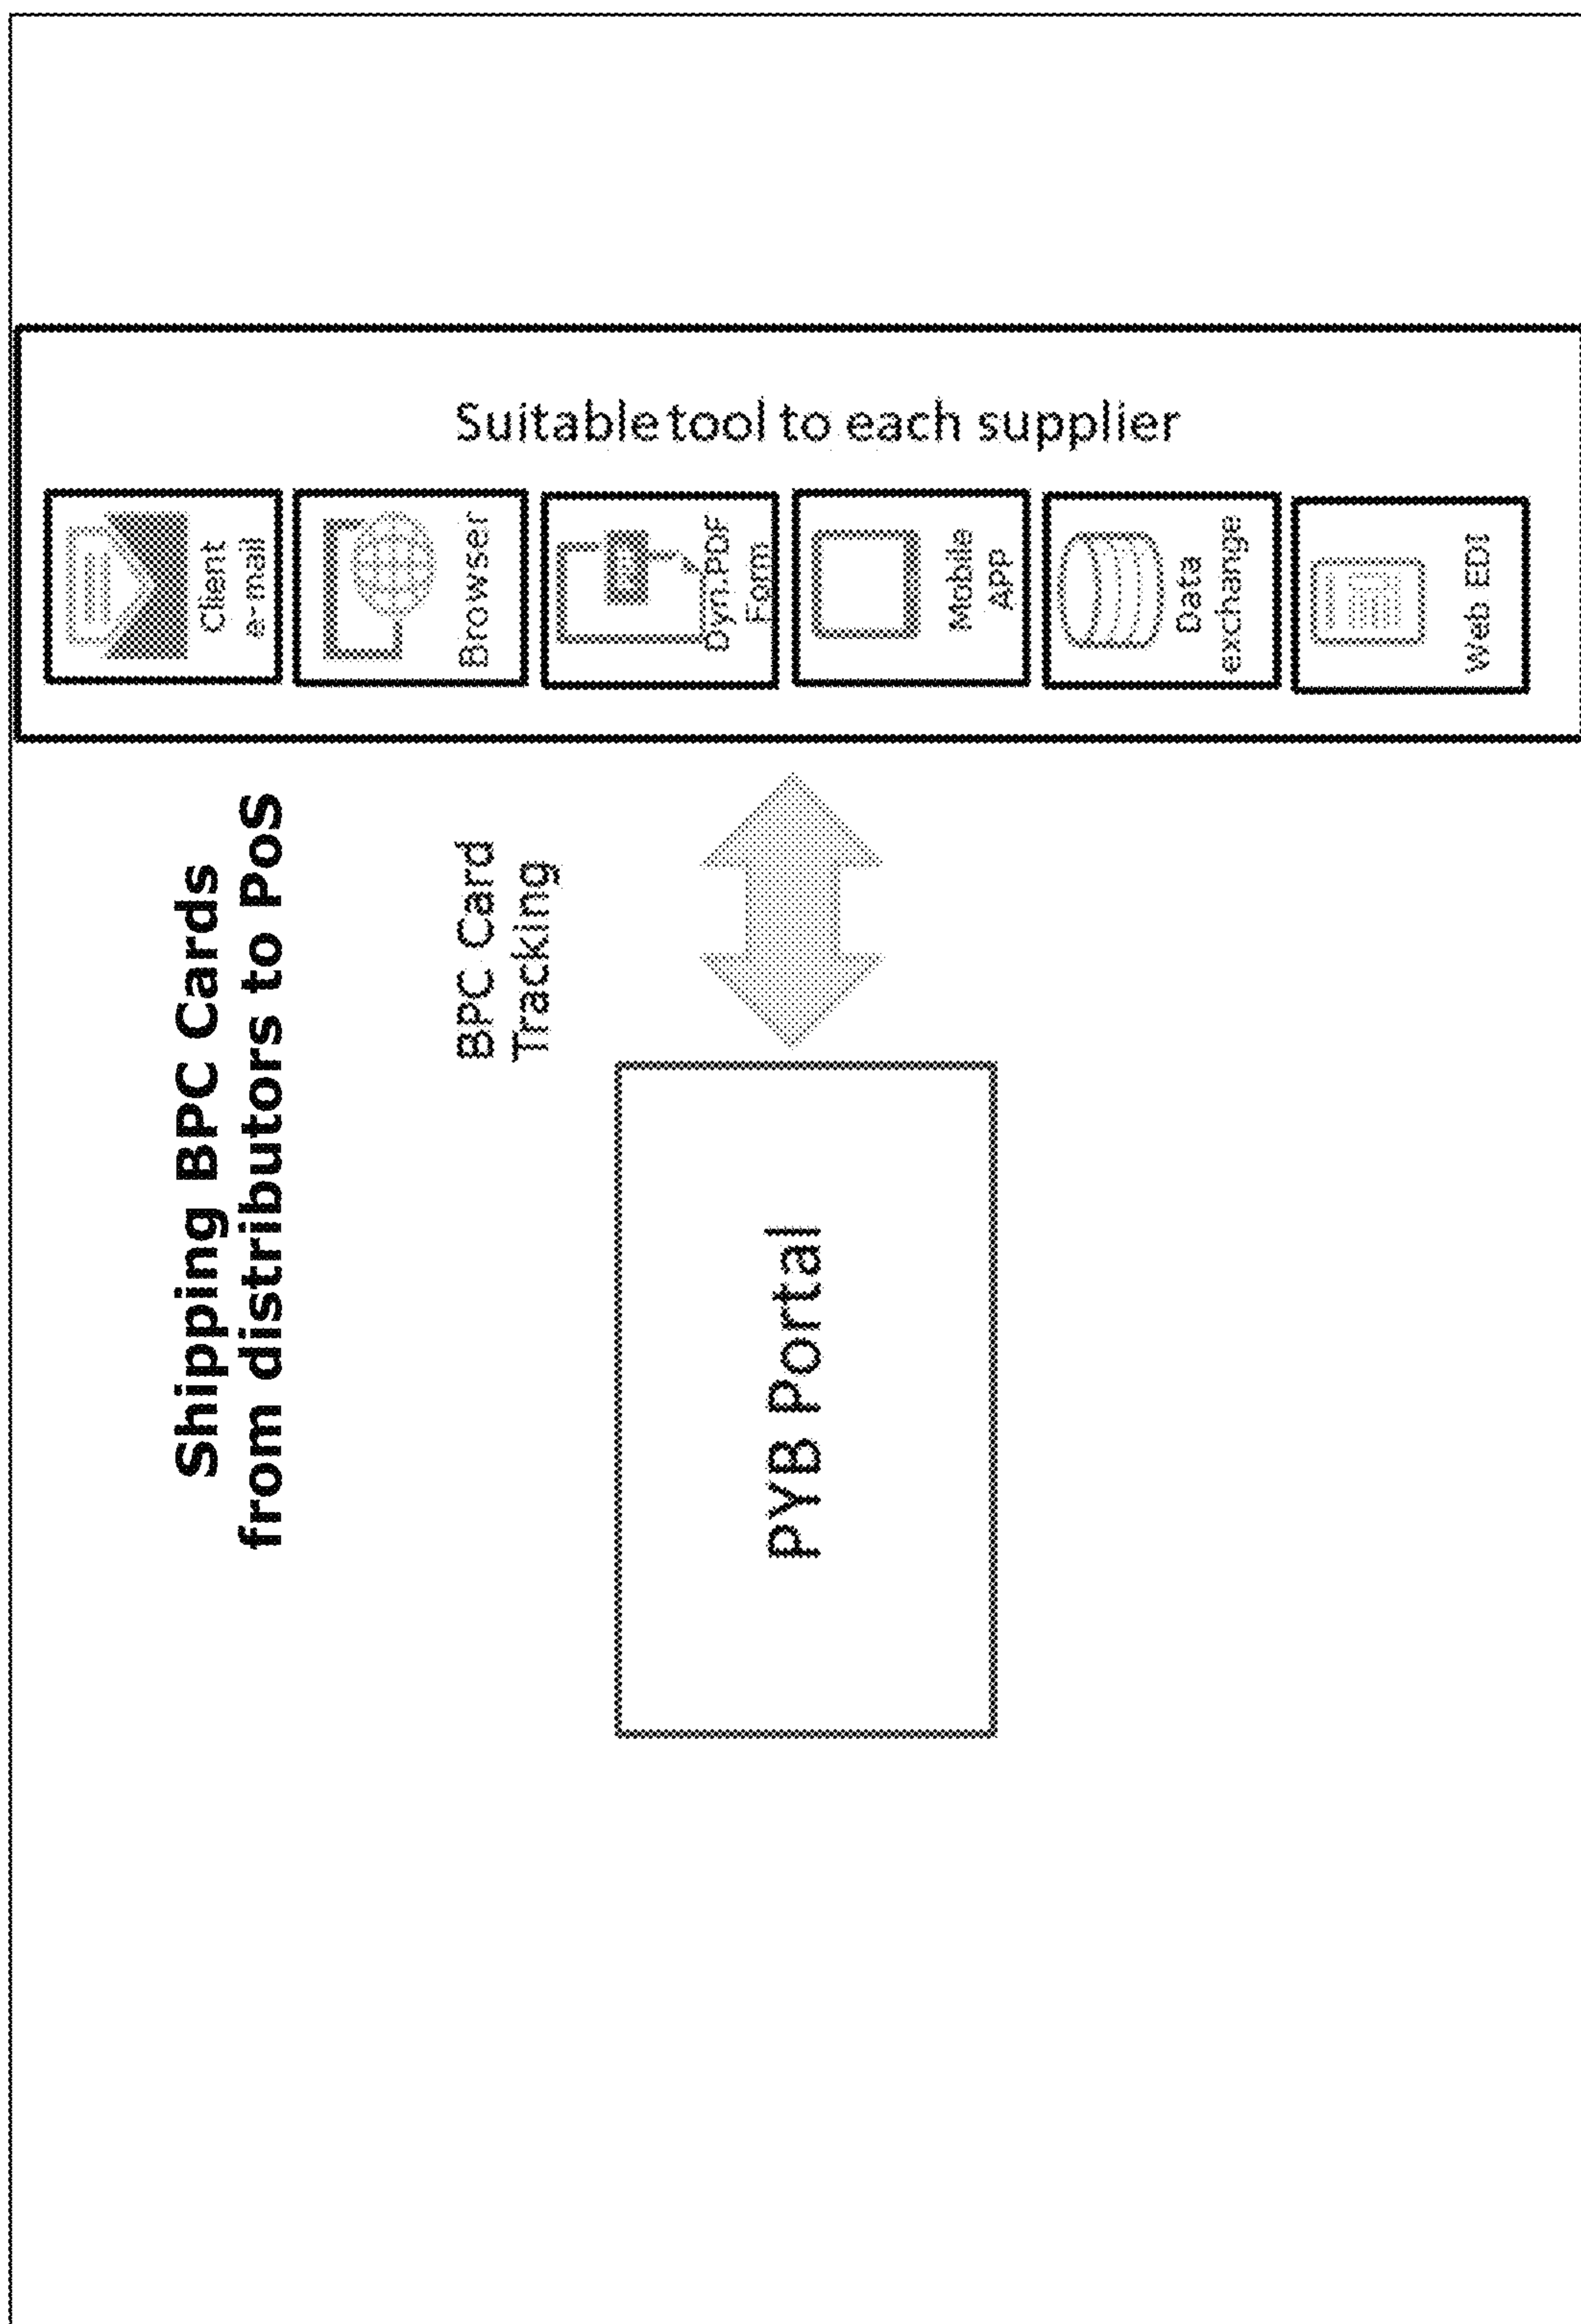 Shipping BPC Cards
from distributors to PoS
BPC Card
Tracking
PYB Portal
Suitable tool to each supplier
Client
e-mail
Browser
Dyn.PDF
Form
Mobile
APP
Data
exchange
Web EDI